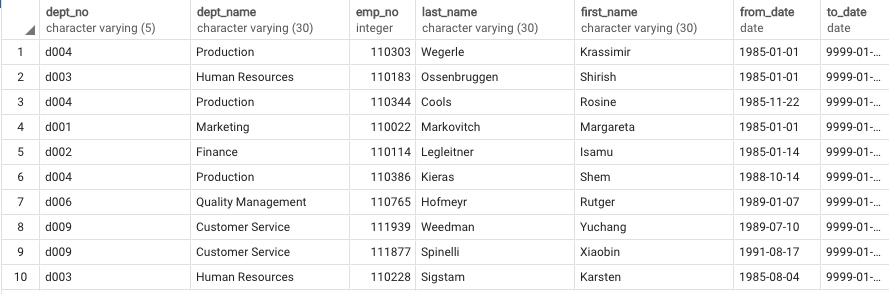 dept_no dept_name emp_no last_name first_name from_date to_date
character varying (5) character varying (30) integer character varying (30) character varying (30) date date
1 d004 Production 110303 Wegerle Krassimir 1985-01-01 9999-01-...
2 d003 Human Resources 110183 Ossenbruggen Shirish 1985-01-01 9999-01-...
3 d004 Production 110344 Cools Rosine 1985-11-22 9999-01-...
4 d001 Marketing 110022 Markovitch Margareta 1985-01-01 9999-01-...
5 d002 Finance 110114 Legleitner Isamu 1985-01-14 9999-01-...
6 d004 Production 110386 Kieras Shem 1988-10-14 9999-01-...
7 d006 Quality Management 110765 Hofmeyr Rutger 1989-01-07 9999-01-...
8 d009 Customer Service 111939 Weedman Yuchang 1989-07-10 9999-01-...
9 d009 Customer Service 111877 Spinelli Xiaobin 1991-08-17 9999-01-...
10 d003 Human Resources 110228 Sigstam Karsten 1985-08-04 9999-01-...